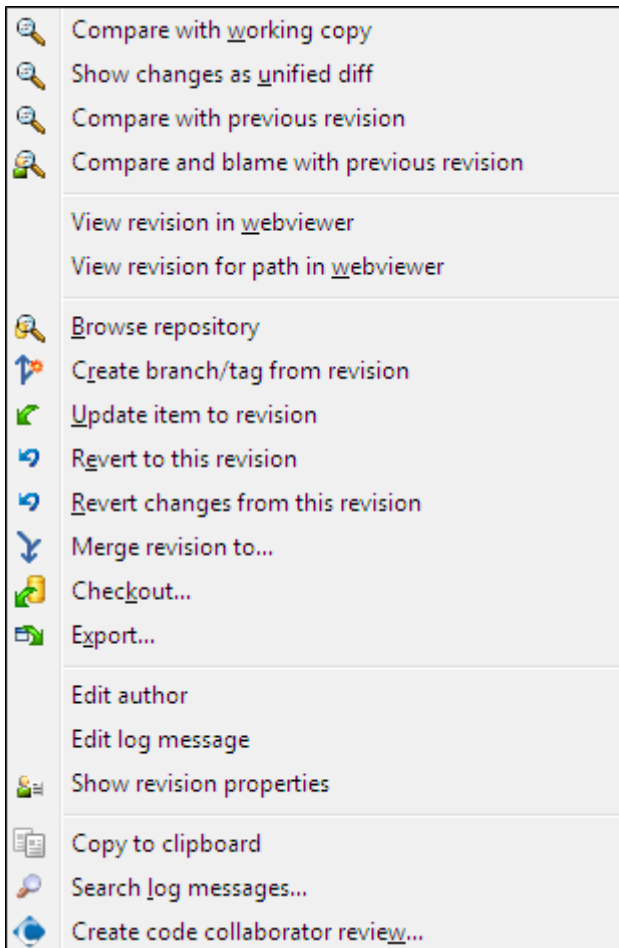 Compare with working copy
Show changes as unified diff
Compare with previous revision
Compare and blame with previous revision
View revision in webviewer
View revision for path in webviewer
Browse repository
Create branch/tag from revision
Update item to revision
Revert to this revision
Revert changes from this revision
Merge revision to...
Checkout...
Export...
Edit author
Edit log message
Show revision properties
Copy to clipboard
Search log messages...
Create code collaborator review...